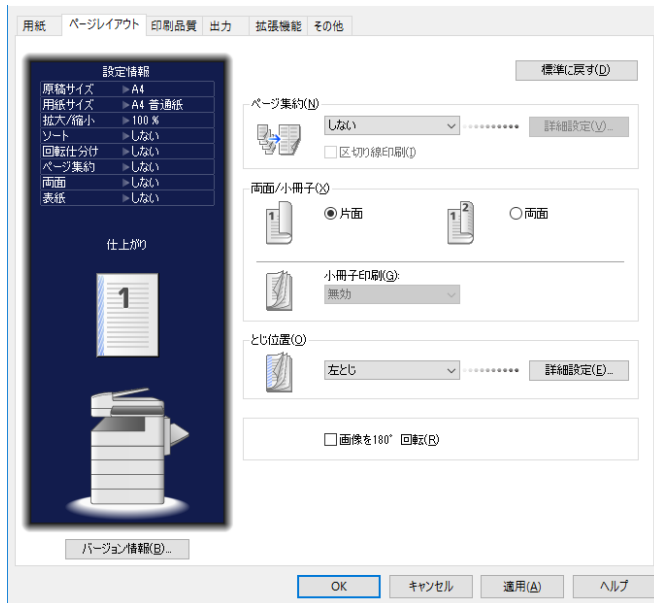 用紙 ページレイアウト 印刷品質 出力 拡張機能 その他
設定情報
原稿サイズ ▶A4
用紙サイズ ▶A4 普通紙
拡大/縮小 ▶100 %
ソート ▶しない
回転仕分け ▶しない
ページ集約 ▶しない
両面 ▶しない
表紙 ▶しない
仕上がり
1
バージョン情報(B)...
標準に戻す(D)
ページ集約(N)
しない 詳細設定(V)...
区切り線印刷(I)
両面/小冊子(X)
1 片面 1 2 両面
小冊子印刷(G):
無効
とじ位置(O)
左とじ 詳細設定(E)...
画像を180° 回転(R)
OK キャンセル 適用(A) ヘルプ